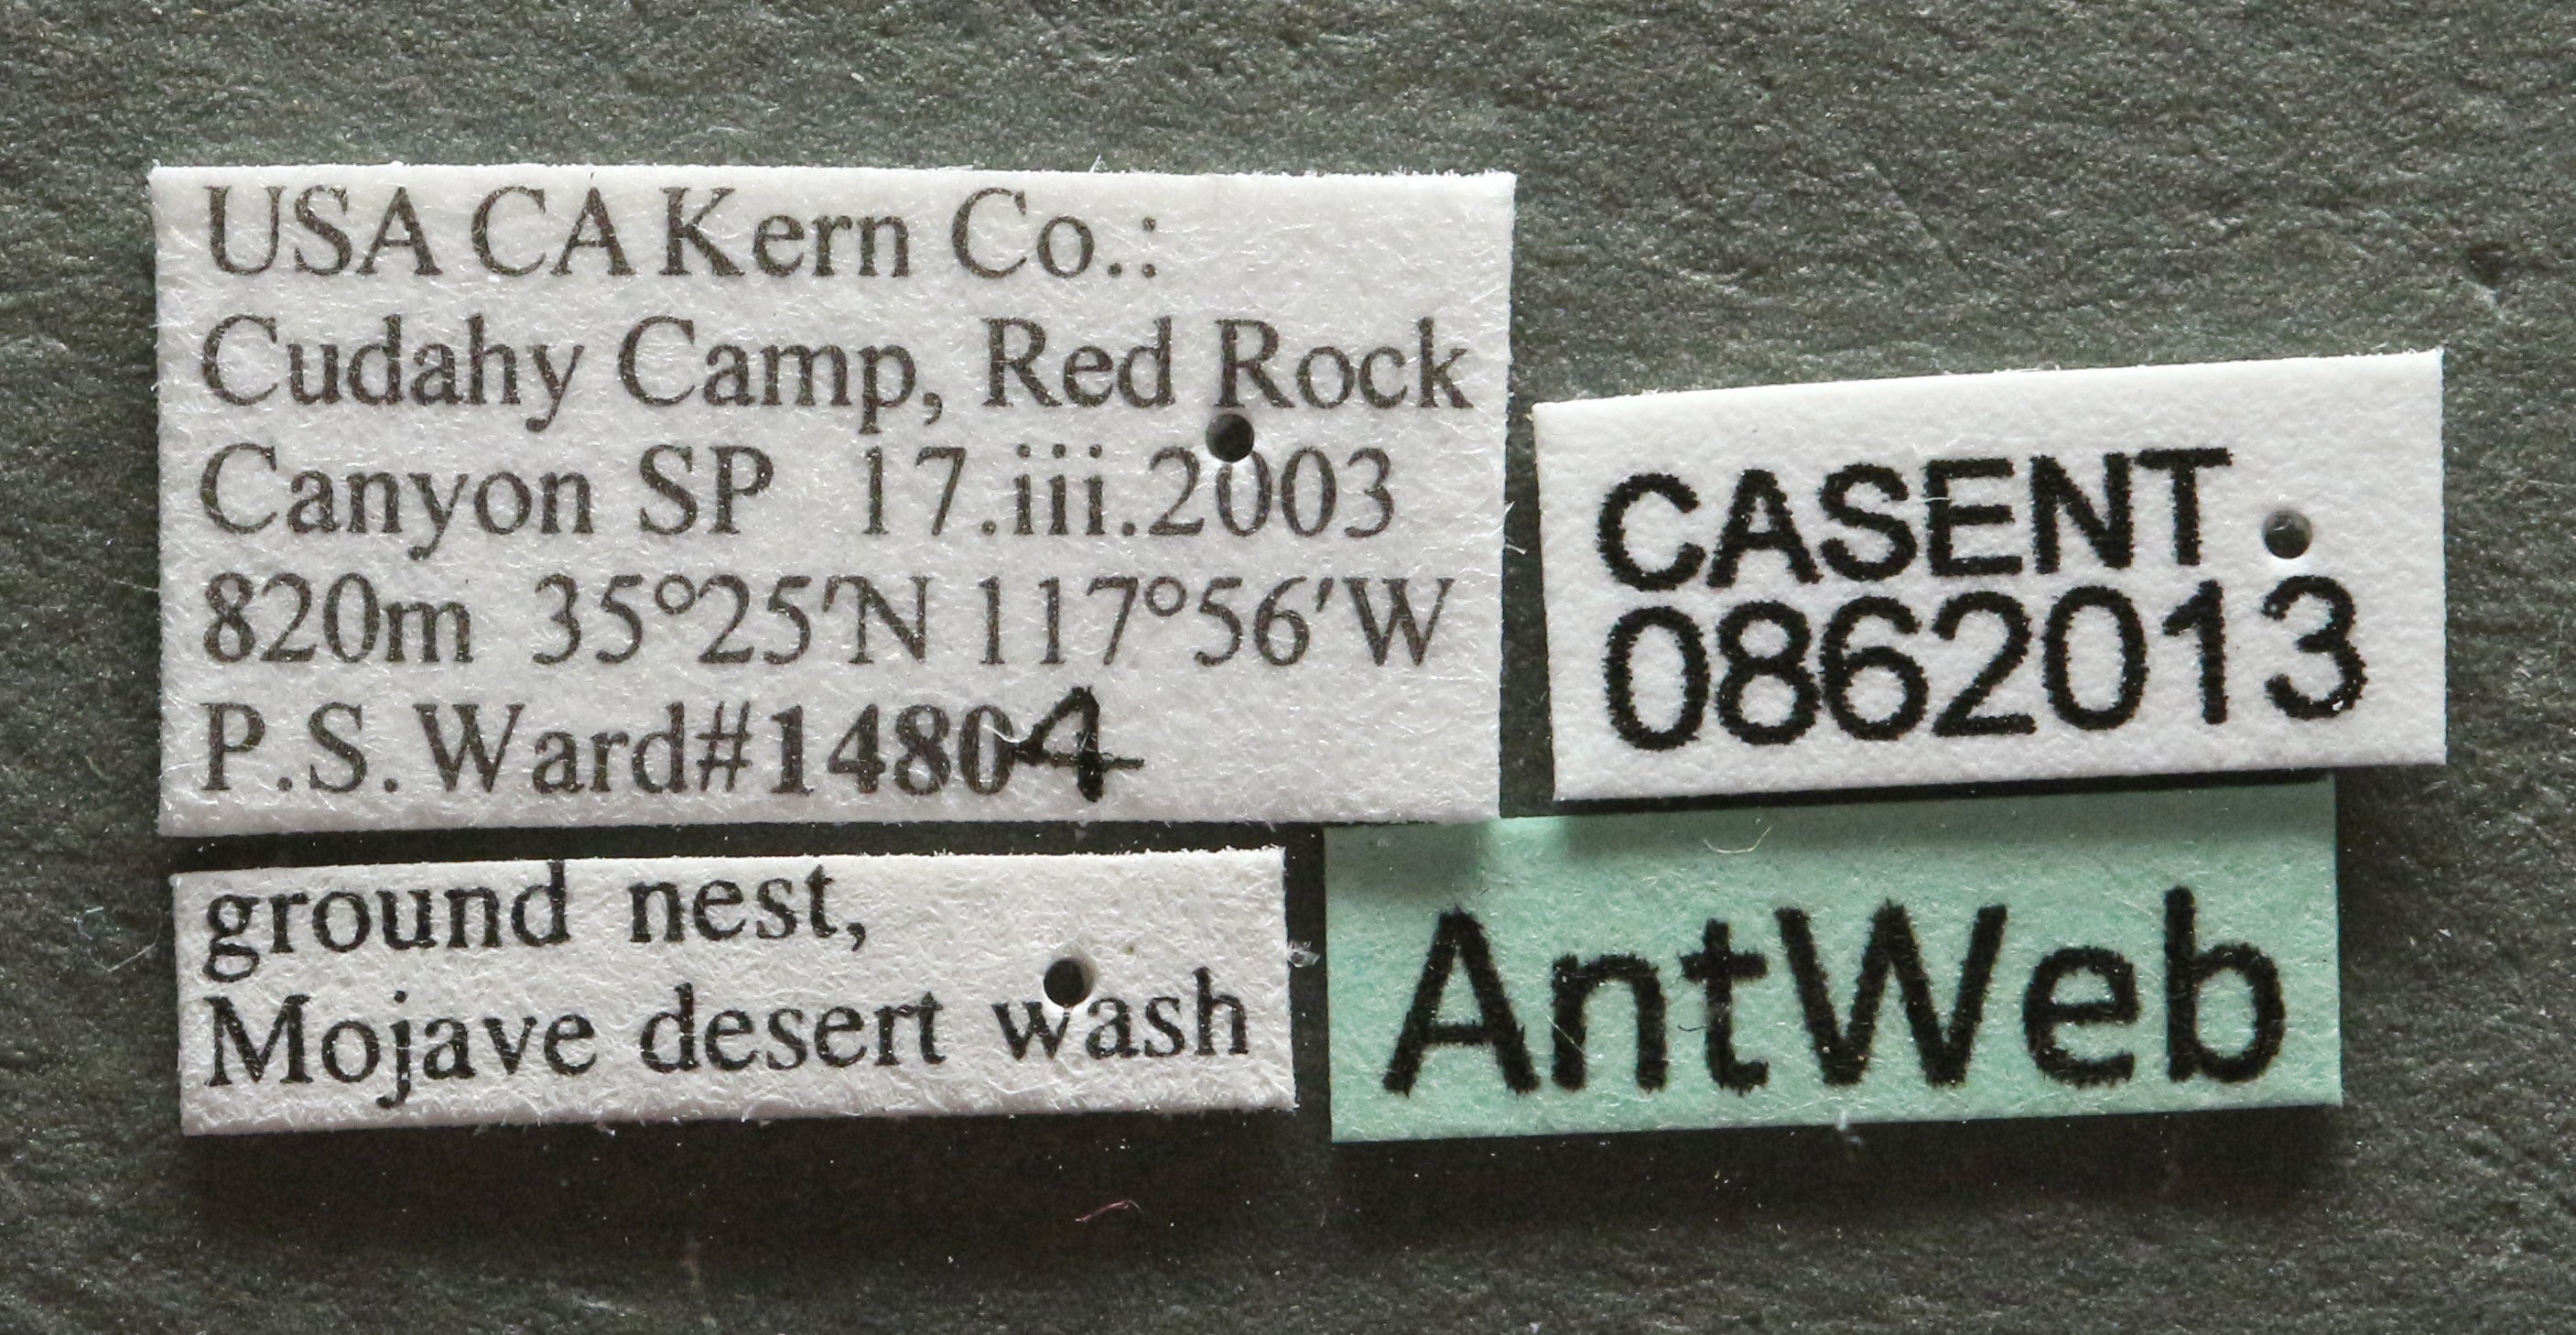 USA CA Kern Co.:
Cudahy Camp, Red Rock
Canyon SP 17.iii.2003
820m 35°25'N 117°56'W
P.S. Ward#14804
ground nest,
Mojave desert wash
CASENT
0862013
AntWeb